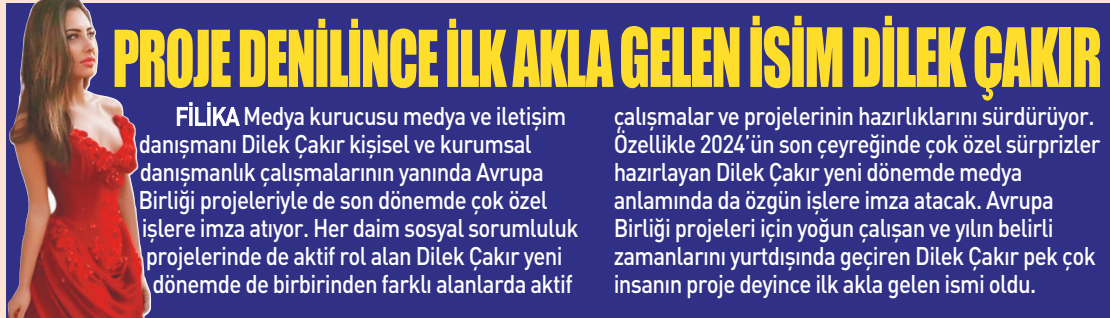 PROJE DENİLİNCE İLK AKLA GELEN İSİM DİLEK ÇAKIR
FİLİKA Medya kurucusu medya ve iletişim
danışmanı Dilek Çakır kişisel ve kurumsal
danışmanlık çalışmalarının yanında Avrupa
Birliği projeleriyle de son dönemde çok özel
işlere imza atıyor. Her daim sosyal sorumluluk
projelerinde de aktif rol alan Dilek Çakır yeni
dönemde de birbirinden farklı alanlarda aktif
çalışmalar ve projelerinin hazırlıklarını sürdürüyor.
Özellikle 2024'ün son çeyreğinde çok özel sürprizler
hazırlayan Dilek Çakır yeni dönemde medya
anlamında da özgün işlere imza atacak. Avrupa
Birliği projeleri için yoğun çalışan ve yılın belirli
zamanlarını yurtdışında geçiren Dilek Çakır pek çok
insanın proje deyince ilk akla gelen ismi oldu.